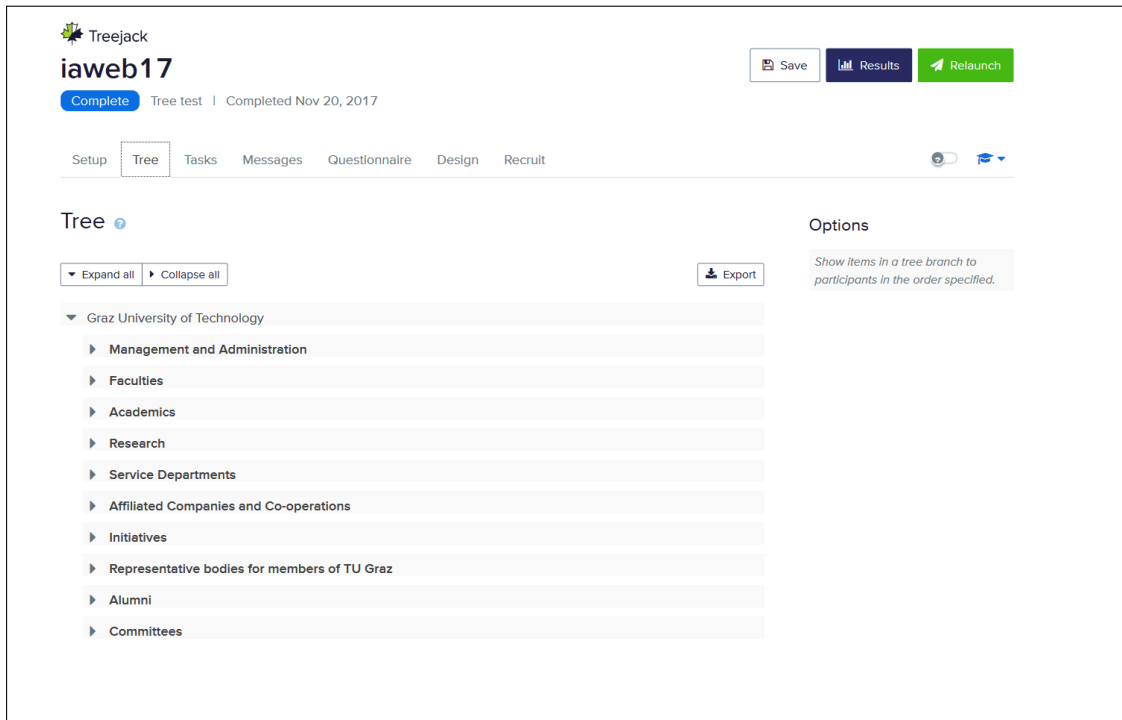 Treejack
iaweb17
Save
Results
Relaunch
Complete Tree test | Completed Nov 20, 2017
Setup Tree Tasks Messages Questionnaire Design Recruit
?
Tree ?
Options
Expand all Collapse all
Export
Show items in a tree branch to
participants in the order specified.
Graz University of Technology
Management and Administration
Faculties
Academics
Research
Service Departments
Affiliated Companies and Co-operations
Initiatives
Representative bodies for members of TU Graz
Alumni
Committees